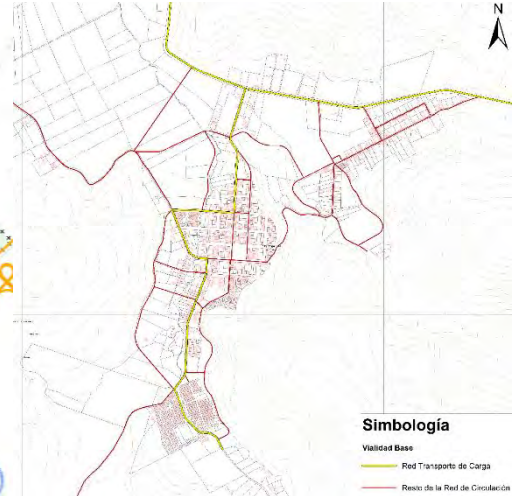 N
Simbología
Vialidad Base
Red Transporte de Carga
Resto de la Red de Circulación